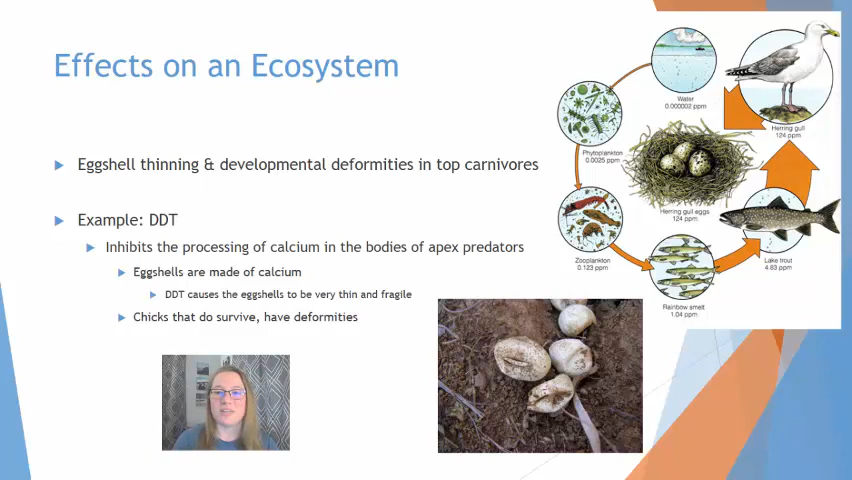 Effects on an Ecosystem
Eggshell thinning & developmental deformities in top carnivores
Example: DDT
Inhibits the processing of calcium in the bodies of apex predators
Eggshells are made of calcium
DDT causes the eggshells to be very thin and fragile
Chicks that do survive, have deformities
Water
0.000002 ppm
Herring gull
124 ppm
Phytoplankton
0.0025 ppm
Herring gull eggs
124 ppm
Zooplankton
0.123 ppm
Lake trout
4.83 ppm
Rainbow smelt
1.04 ppm